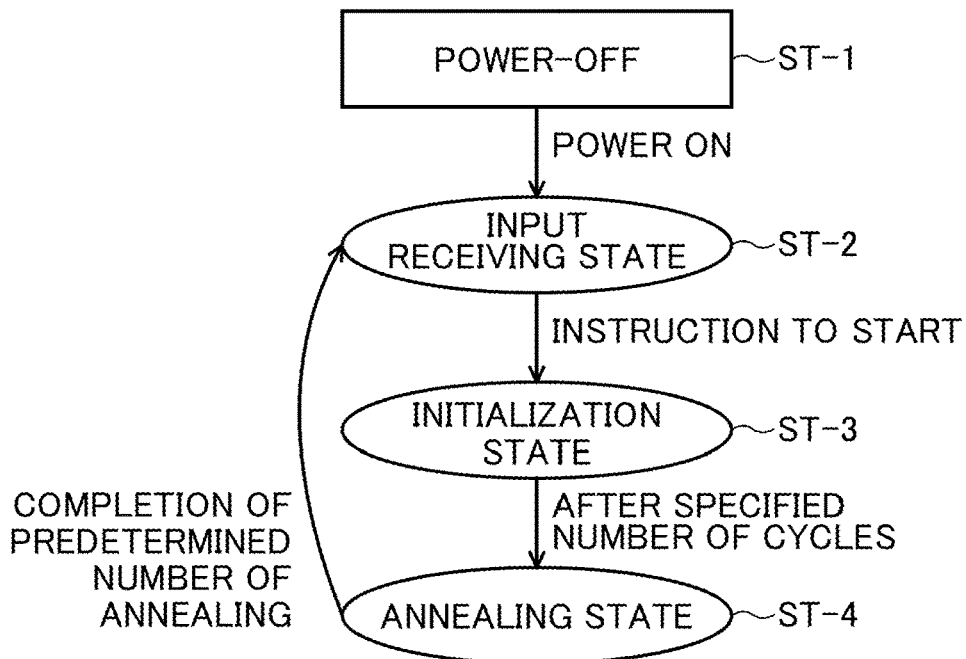 POWER-OFF
ST-1
POWER ON
INPUT
RECEIVING STATE
ST-2
INSTRUCTION TO START
INITIALIZATION
STATE
ST-3
COMPLETION OF
PREDETERMINED
NUMBER OF
ANNEALING
AFTER SPECIFIED
NUMBER OF CYCLES
ANNEALING STATE
ST-4